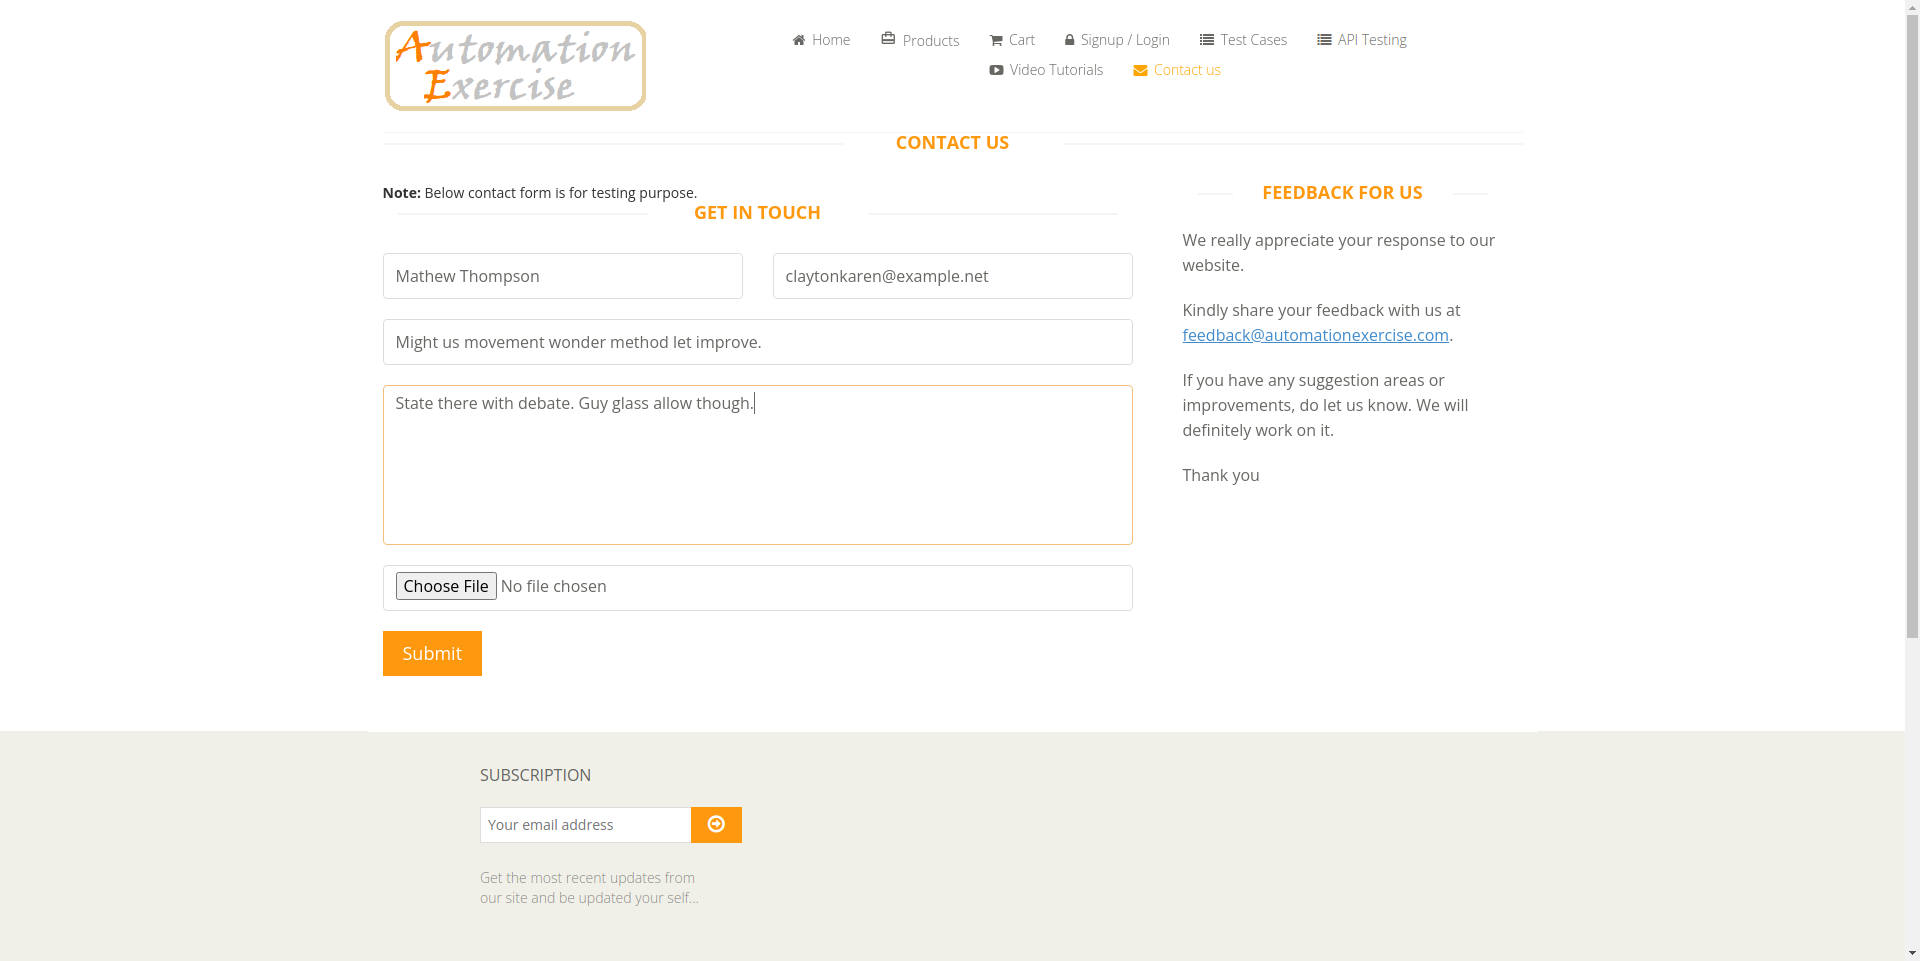 Automation
Exercise
Home
Products
Cart
Signup / Login
Test Cases
API Testing
Video Tutorials
Contact us
CONTACT US
Note: Below contact form is for testing purpose.
GET IN TOUCH
Mathew Thompson
claytonkaren@example.net
Might us movement wonder method let improve.
State there with debate. Guy glass allow though.
Choose File No file chosen
Submit
FEEDBACK FOR US
We really appreciate your response to our
website.
Kindly share your feedback with us at
feedback@automationexercise.com.
If you have any suggestion areas or
improvements, do let us know. We will
definitely work on it.
Thank you
SUBSCRIPTION
Your email address
Get the most recent updates from
our site and be updated your self...